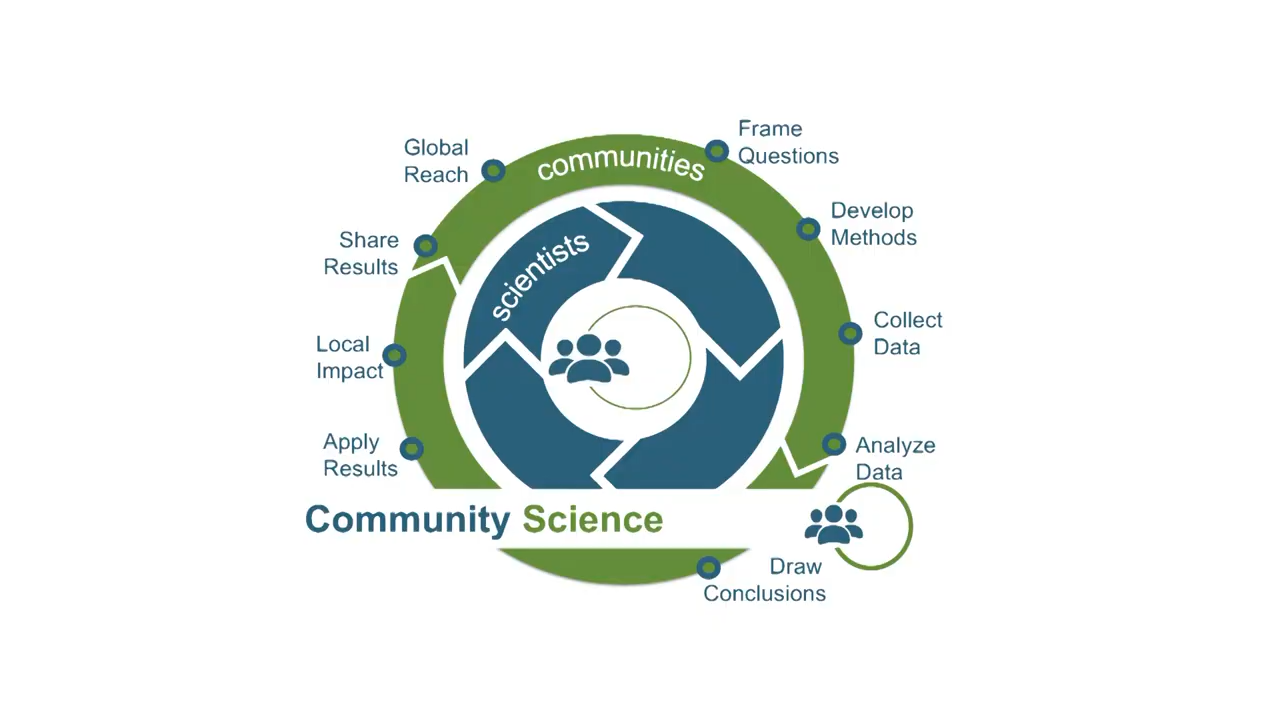 communities
scientists
Frame
Questions
Develop
Methods
Collect
Data
Analyze
Data
Draw
Conclusions
Apply
Results
Local
Impact
Share
Results
Global
Reach
Community Science